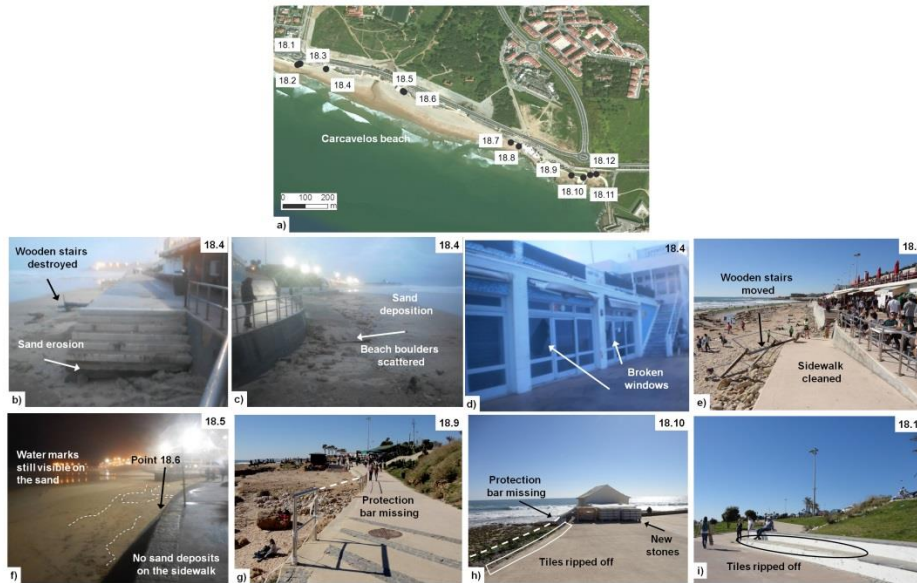 18.1
18.3
18.2
18.4
18.5
18.6
Carcavelos beach
18.7
18.8
18.9
18.12
18.10
18.11
0 100 200
m
a)
18.4
Wooden stairs
destroyed
Sand erosion
b)
18.4
Sand
deposition
Beach boulders
scattered
c)
18.4
Broken
windows
d)
Wooden stairs
moved
Sidewalk
cleaned
e)
18.5
Water marks
still visible on
the sand
Point 18.6
No sand deposits
on the sidewalk
f)
18.9
Protection
bar missing
g)
18.10
Protection
bar missing
New
stones
Tiles ripped off
h)
Tiles ripped off
i)